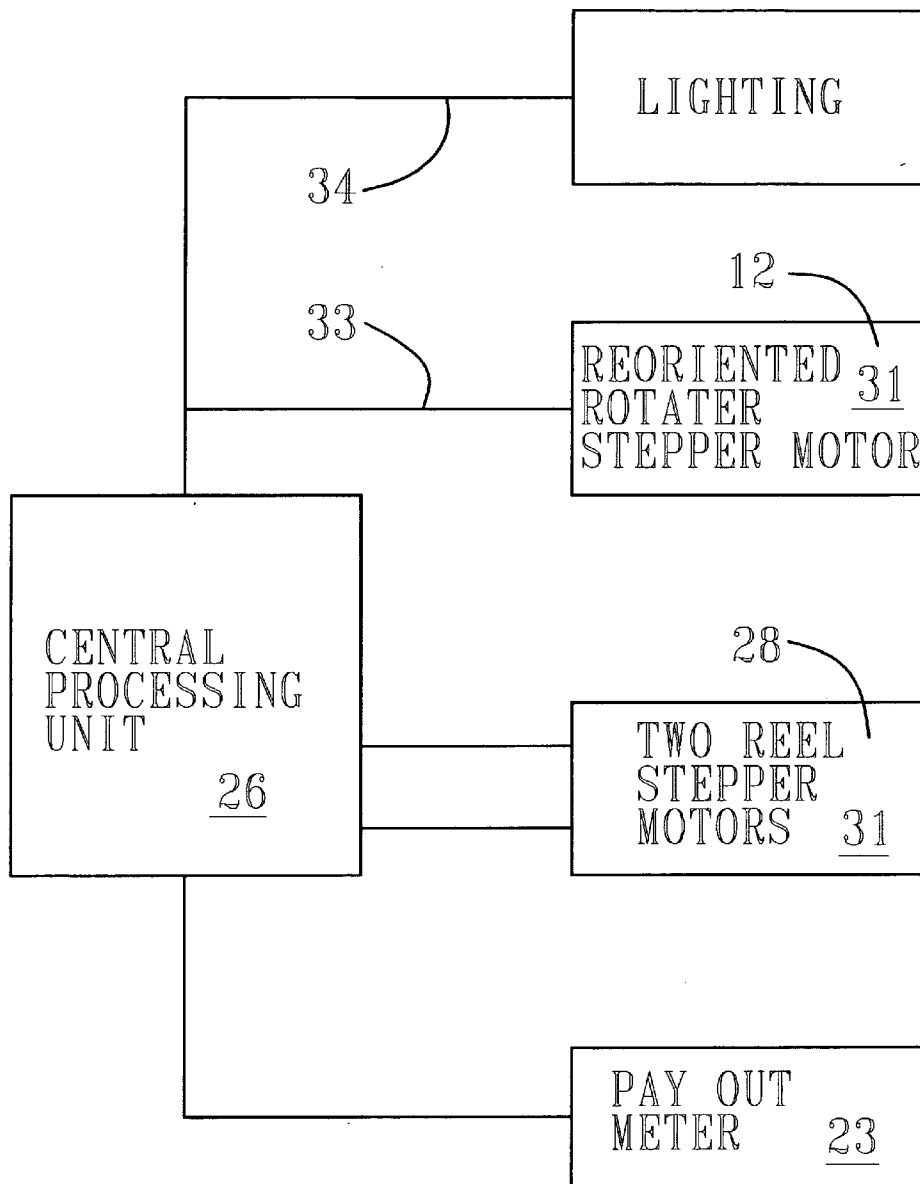 LIGHTING
34
12
33
REORIENTED 31
ROTATER
STEPPER MOTOR
28
CENTRAL
PROCESSING
UNIT
26
TWO REEL
STEPPER
MOTORS 31
PAY OUT
METER 23